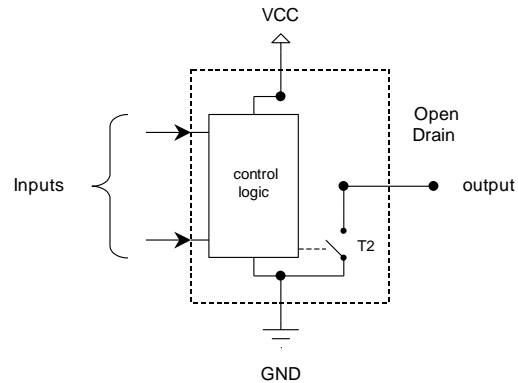 VCC
Open
Drain
Inputs
control
logic
output
T2
GND